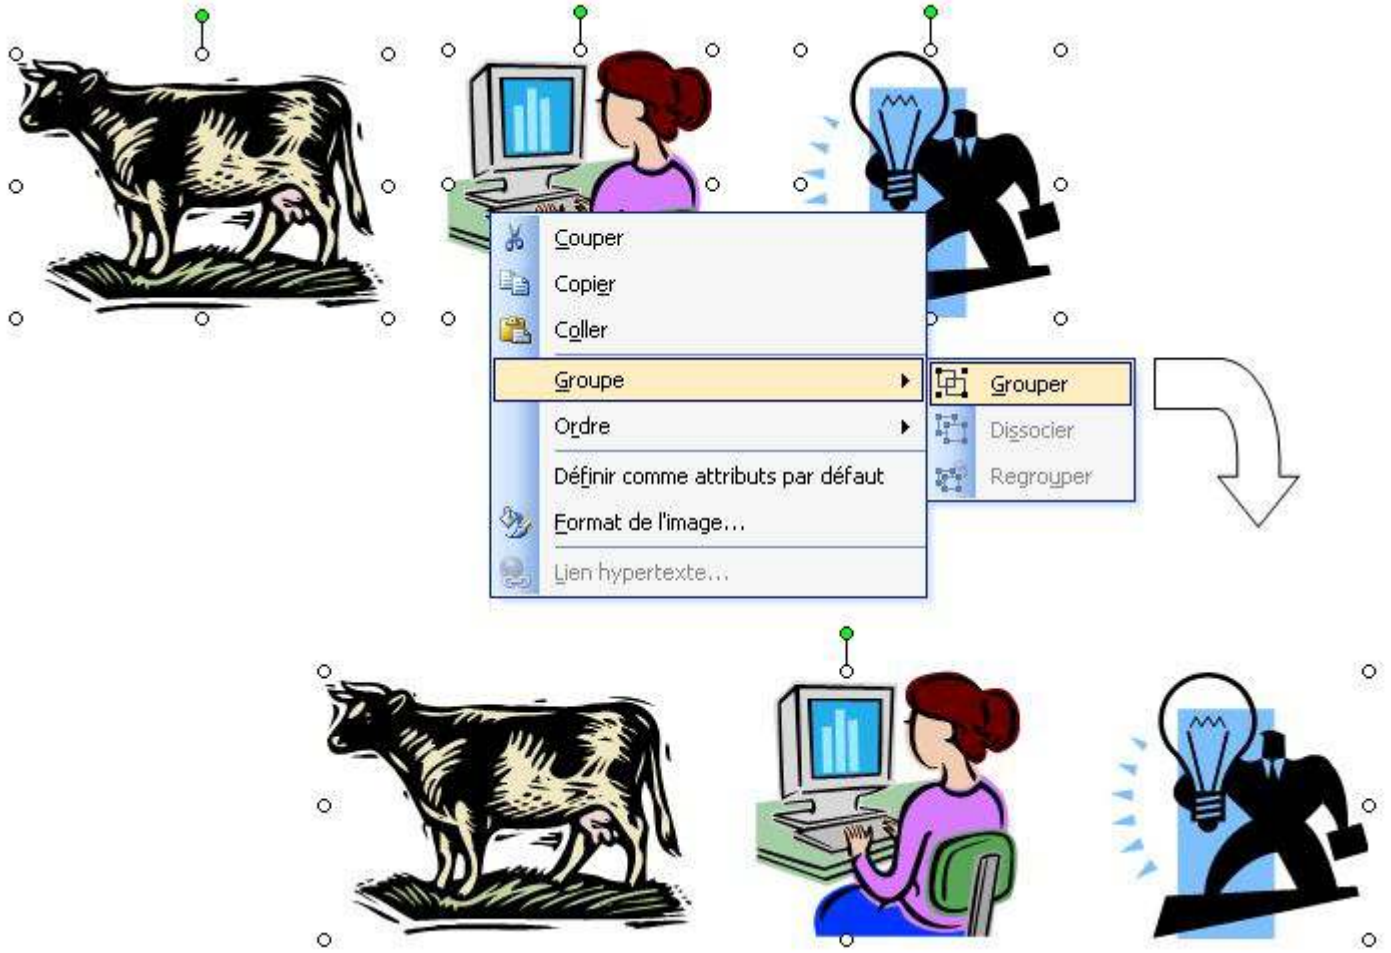 Couper
Copier
Coller
Groupe
Grouper
Ordre
Dissocier
Définir comme attributs par défaut
Regrouper
Format de l'image...
Lien hypertexte...